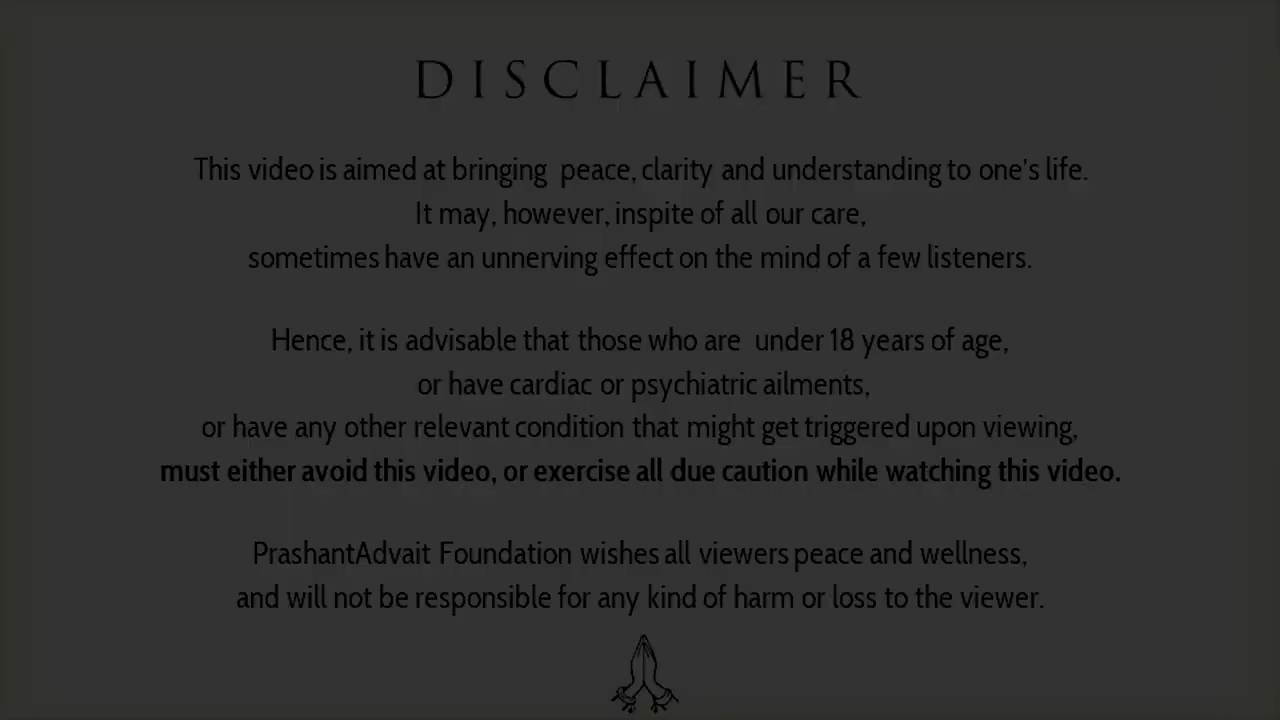 DISCLAIMER
This video is aimed at bringing peace, clarity and understanding to one's life.
It may, however, inspite of all our care,
sometimes have an unnerving effect on the mind of a few listeners.
Hence, it is advisable that those who are under 18 years of age,
or have cardiac or psychiatric ailments,
or have any other relevant condition that might get triggered upon viewing,
must either avoid this video, or exercise all due caution while watching this video.
PrashantAdvait Foundation wishes all viewers peace and wellness,
and will not be responsible for any kind of harm or loss to the viewer.